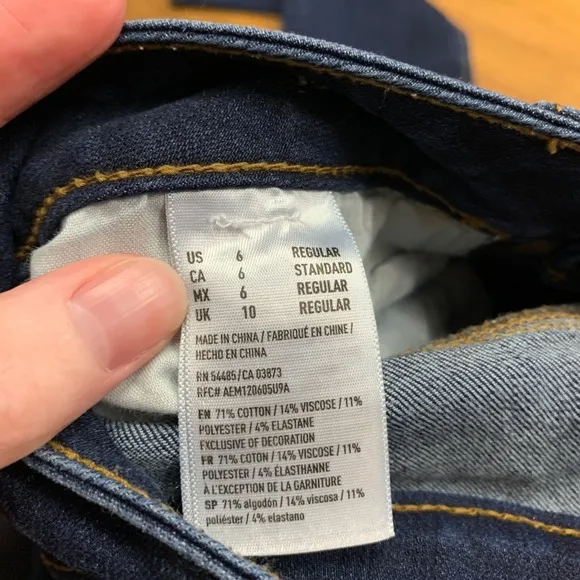 US 6 REGULAR
CA 6 STANDARD
MX 6 REGULAR
UK 10 REGULAR
MADE IN CHINA / FABRIQUÉ EN CHINE /
HECHO EN CHINA
RN 54485/CA 03873
RFC# AEM120605U9A
EN 71% COTTON / 14% VISCOSE / 11%
POLYESTER / 4% ELASTANE
EXCLUSIVE OF DECORATION
FR 71% COTON / 14% VISCOSE / 11%
POLYESTER / 4% ÉLASTHANNE
À L'EXCEPTION DE LA GARNITURE
SP 71% algodón / 14% viscosa / 11%
poliéster / 4% elastano